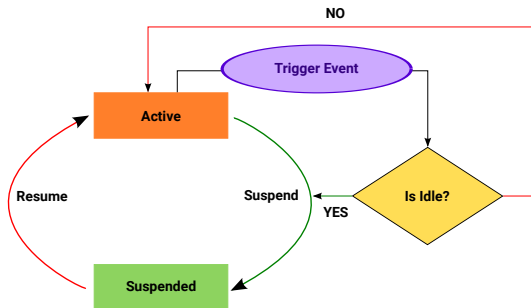 NO
Trigger Event
Active
Resume
Suspend
Is Idle?
YES
Suspended